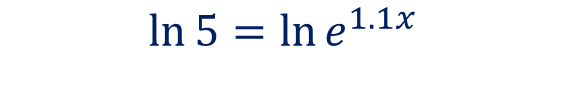 ln 5 = ln e^{1.1x}